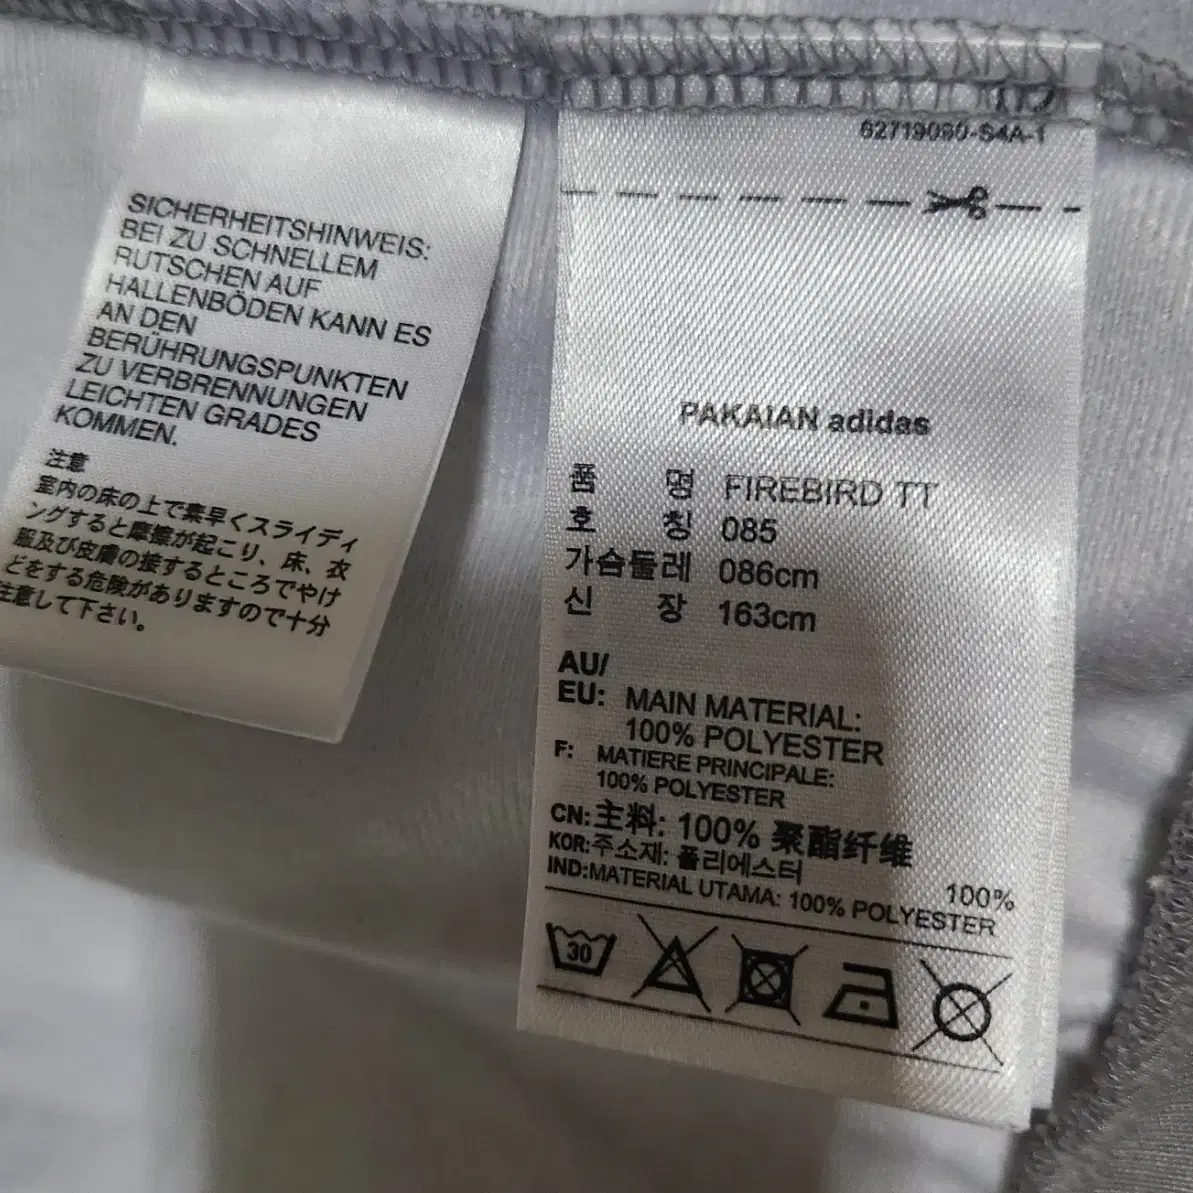 SICHERHEITSHINWEIS:
BEI ZU SCHNELLEM
RUTSCHEN AUF
HALLENBÖDEN KANN ES
AN DEN
BERÜHRUNGSPUNKTEN
ZU VERBRENNUNGEN
LEICHTEN GRADES
KOMMEN.
注意
室内の床の上で素早くスライディ
ングすると摩擦が起こり、床、衣
服及び皮膚の接するところでやけ
どをする危険がありますので十分
注意して下さい。
62719090-S4A-1
PAKAIAN adidas
품 명 FIREBIRD TT
호 칭 085
가슴둘레 086cm
신 장 163cm
AU/
EU: MAIN MATERIAL:
100% POLYESTER
F: MATIERE PRINCIPALE:
100% POLYESTER
CN:主料: 100% 聚酯纤维
KOR:주소재: 폴리에스터 100%
IND:MATERIAL UTAMA: 100% POLYESTER
30